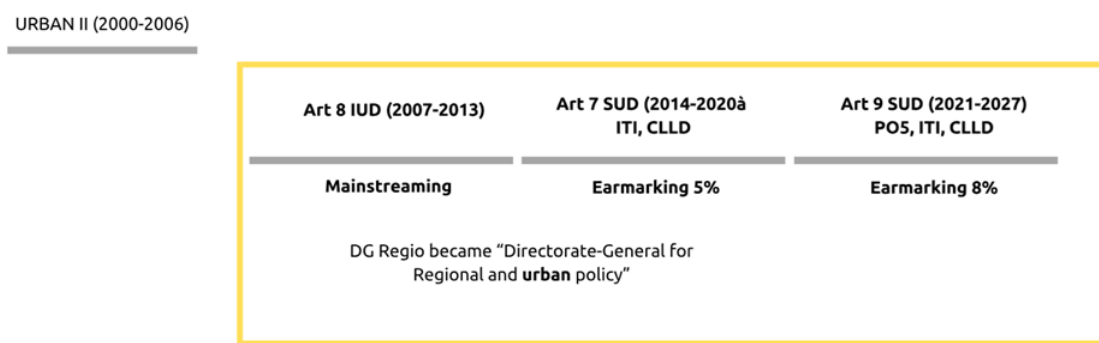 URBAN II (2000-2006)
Art 8 IUD (2007-2013)
Art 7 SUD (2014-2020à
ITI, CLLD
Art 9 SUD (2021-2027)
PO5, ITI, CLLD
Mainstreaming
Earmarking 5%
Earmarking 8%
DG Regio became “Directorate-General for
Regional and urban policy”